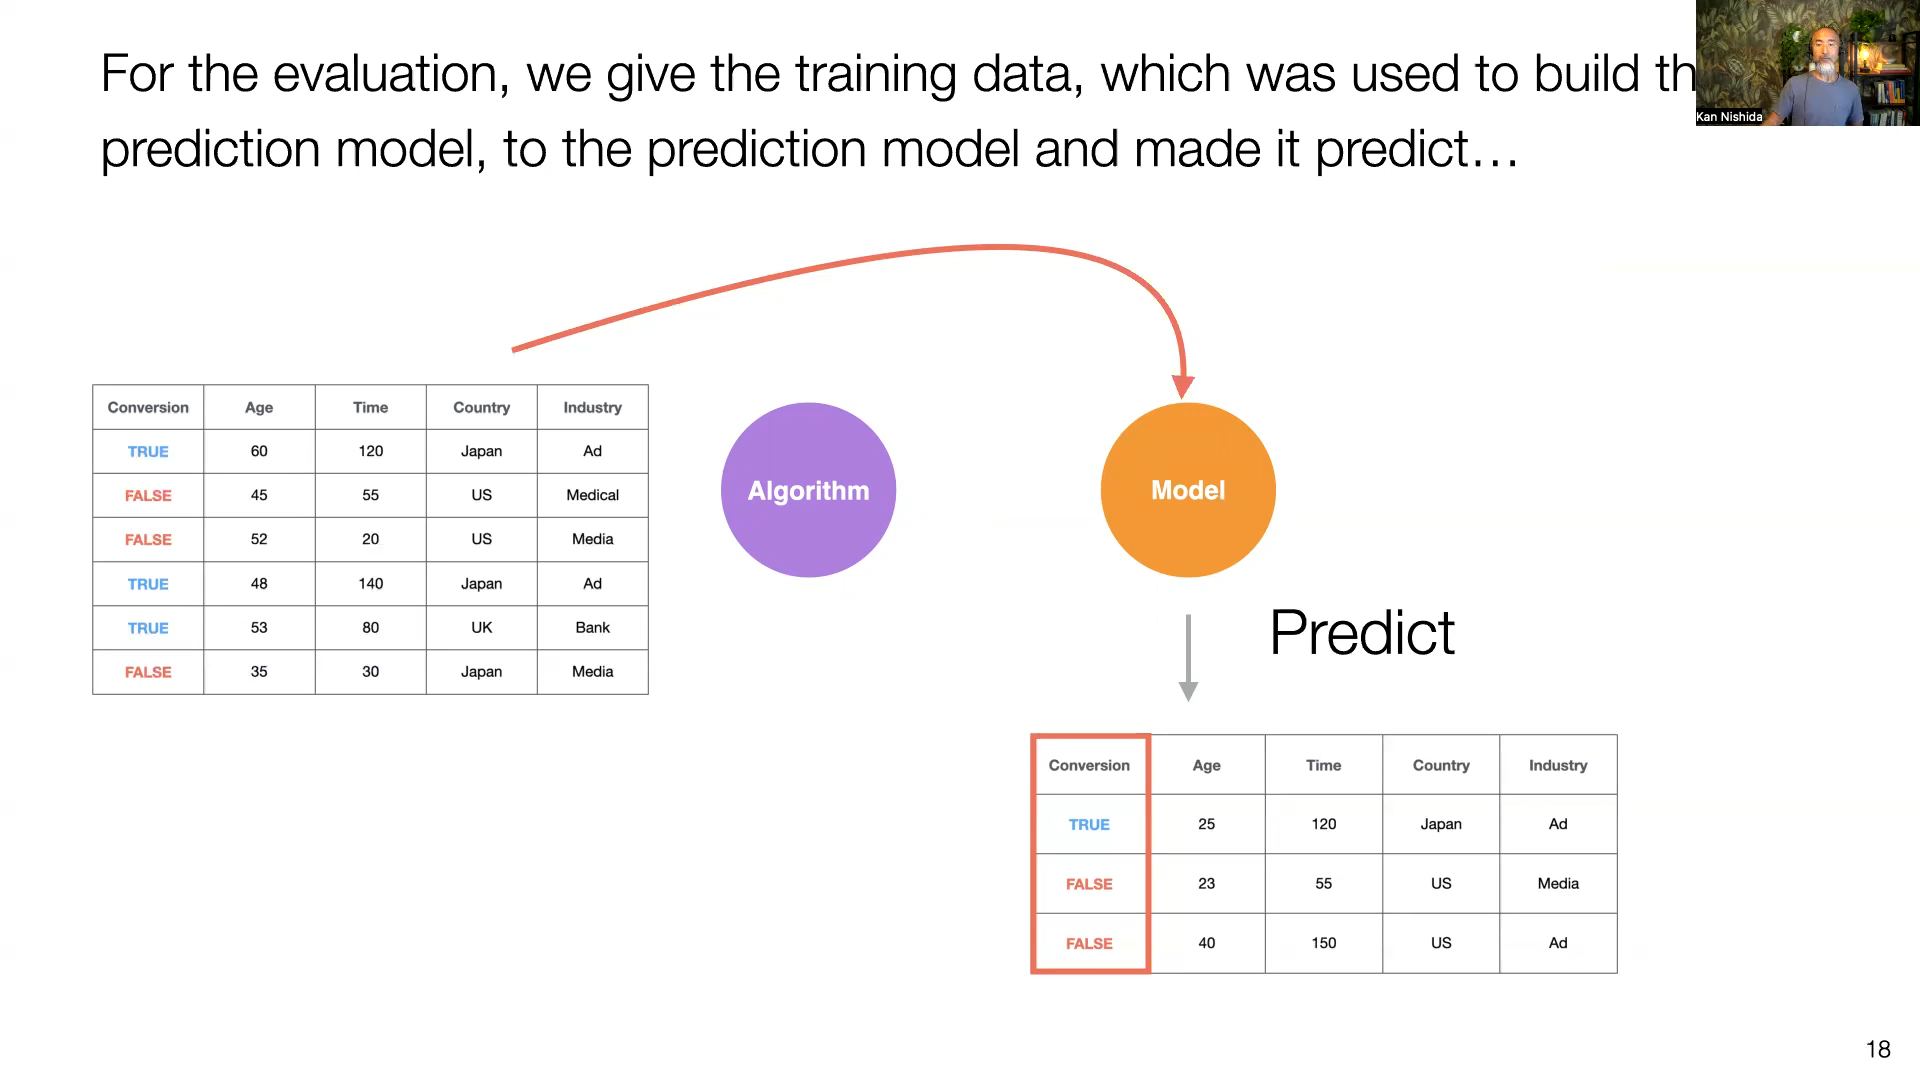 For the evaluation, we give the training data, which was used to build th
prediction model, to the prediction model and made it predict…
Kan Nishida
Conversion Age Time Country Industry
TRUE 60 120 Japan Ad
FALSE 45 55 US Medical
FALSE 52 20 US Media
TRUE 48 140 Japan Ad
TRUE 53 80 UK Bank
FALSE 35 30 Japan Media
Algorithm
Model
Predict
Conversion Age Time Country Industry
TRUE 25 120 Japan Ad
FALSE 23 55 US Media
FALSE 40 150 US Ad
18